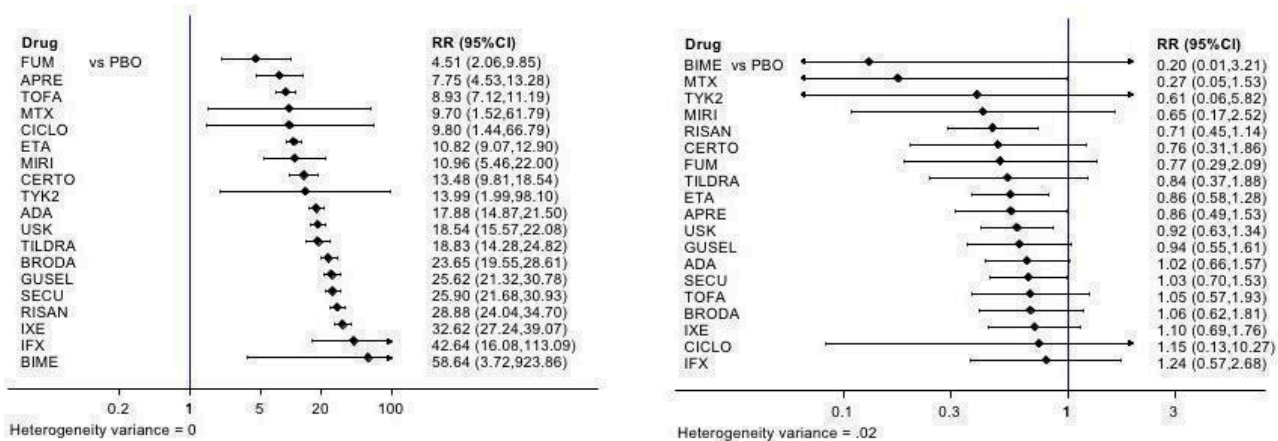 Drug RR (95%CI)
FUM vs PBO 4.51 (2.06,9.85)
APRE 7.75 (4.53,13.28)
TOFA 8.93 (7.12,11.19)
MTX 9.70 (1.52,61.79)
CICLO 9.80 (1.44,66.79)
ETA 10.82 (9.07,12.90)
MIRI 10.96 (5.46,22.00)
CERTO 13.48 (9.81,18.54)
TYK2 13.99 (1.99,98.10)
ADA 17.88 (14.87,21.50)
USK 18.54 (15.57,22.08)
TILDRA 18.83 (14.28,24.82)
BRODA 23.65 (19.55,28.61)
GUSEL 25.62 (21.32,30.78)
SECU 25.90 (21.68,30.93)
RISAN 28.88 (24.04,34.70)
IXE 32.62 (27.24,39.07)
IFX 42.64 (16.08,113.09)
BIME 58.64 (3.72,923.86)
0.2 1 5 20 100
Heterogeneity variance = 0
Drug RR (95%CI)
BIME vs PBO 0.20 (0.01,3.21)
MTX 0.27 (0.05,1.53)
TYK2 0.61 (0.06,5.82)
MIRI 0.65 (0.17,2.52)
RISAN 0.71 (0.45,1.14)
CERTO 0.76 (0.31,1.86)
FUM 0.77 (0.29,2.09)
TILDRA 0.84 (0.37,1.88)
ETA 0.86 (0.58,1.28)
APRE 0.86 (0.49,1.53)
USK 0.92 (0.63,1.34)
GUSEL 0.94 (0.55,1.61)
ADA 1.02 (0.66,1.57)
SECU 1.03 (0.70,1.53)
TOFA 1.05 (0.57,1.93)
BRODA 1.06 (0.62,1.81)
IXE 1.10 (0.69,1.76)
CICLO 1.15 (0.13,10.27)
IFX 1.24 (0.57,2.68)
0.1 0.3 1 3
Heterogeneity variance = .02